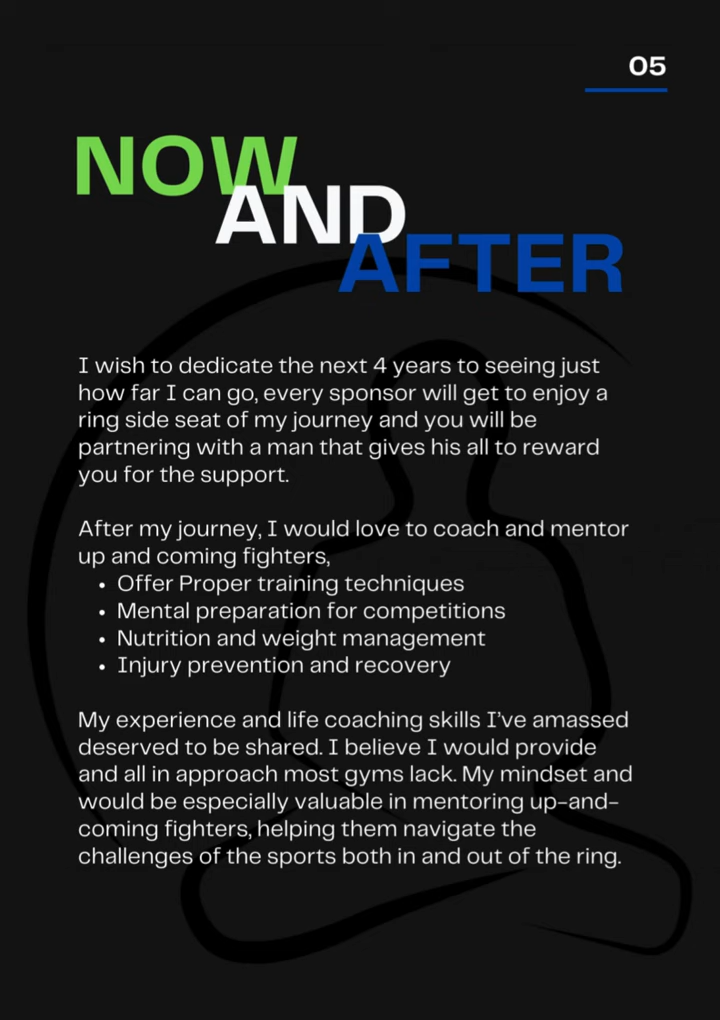 05
NOW
AND
AFTER
I wish to dedicate the next 4 years to seeing just
how far I can go, every sponsor will get to enjoy a
ring side seat of my journey and you will be
partnering with a man that gives his all to reward
you for the support.
After my journey, I would love to coach and mentor
up and coming fighters,
• Offer Proper training techniques
• Mental preparation for competitions
• Nutrition and weight management
• Injury prevention and recovery
My experience and life coaching skills I've amassed
deserved to be shared. I believe I would provide
and all in approach most gyms lack. My mindset and
would be especially valuable in mentoring up-and-
coming fighters, helping them navigate the
challenges of the sports both in and out of the ring.